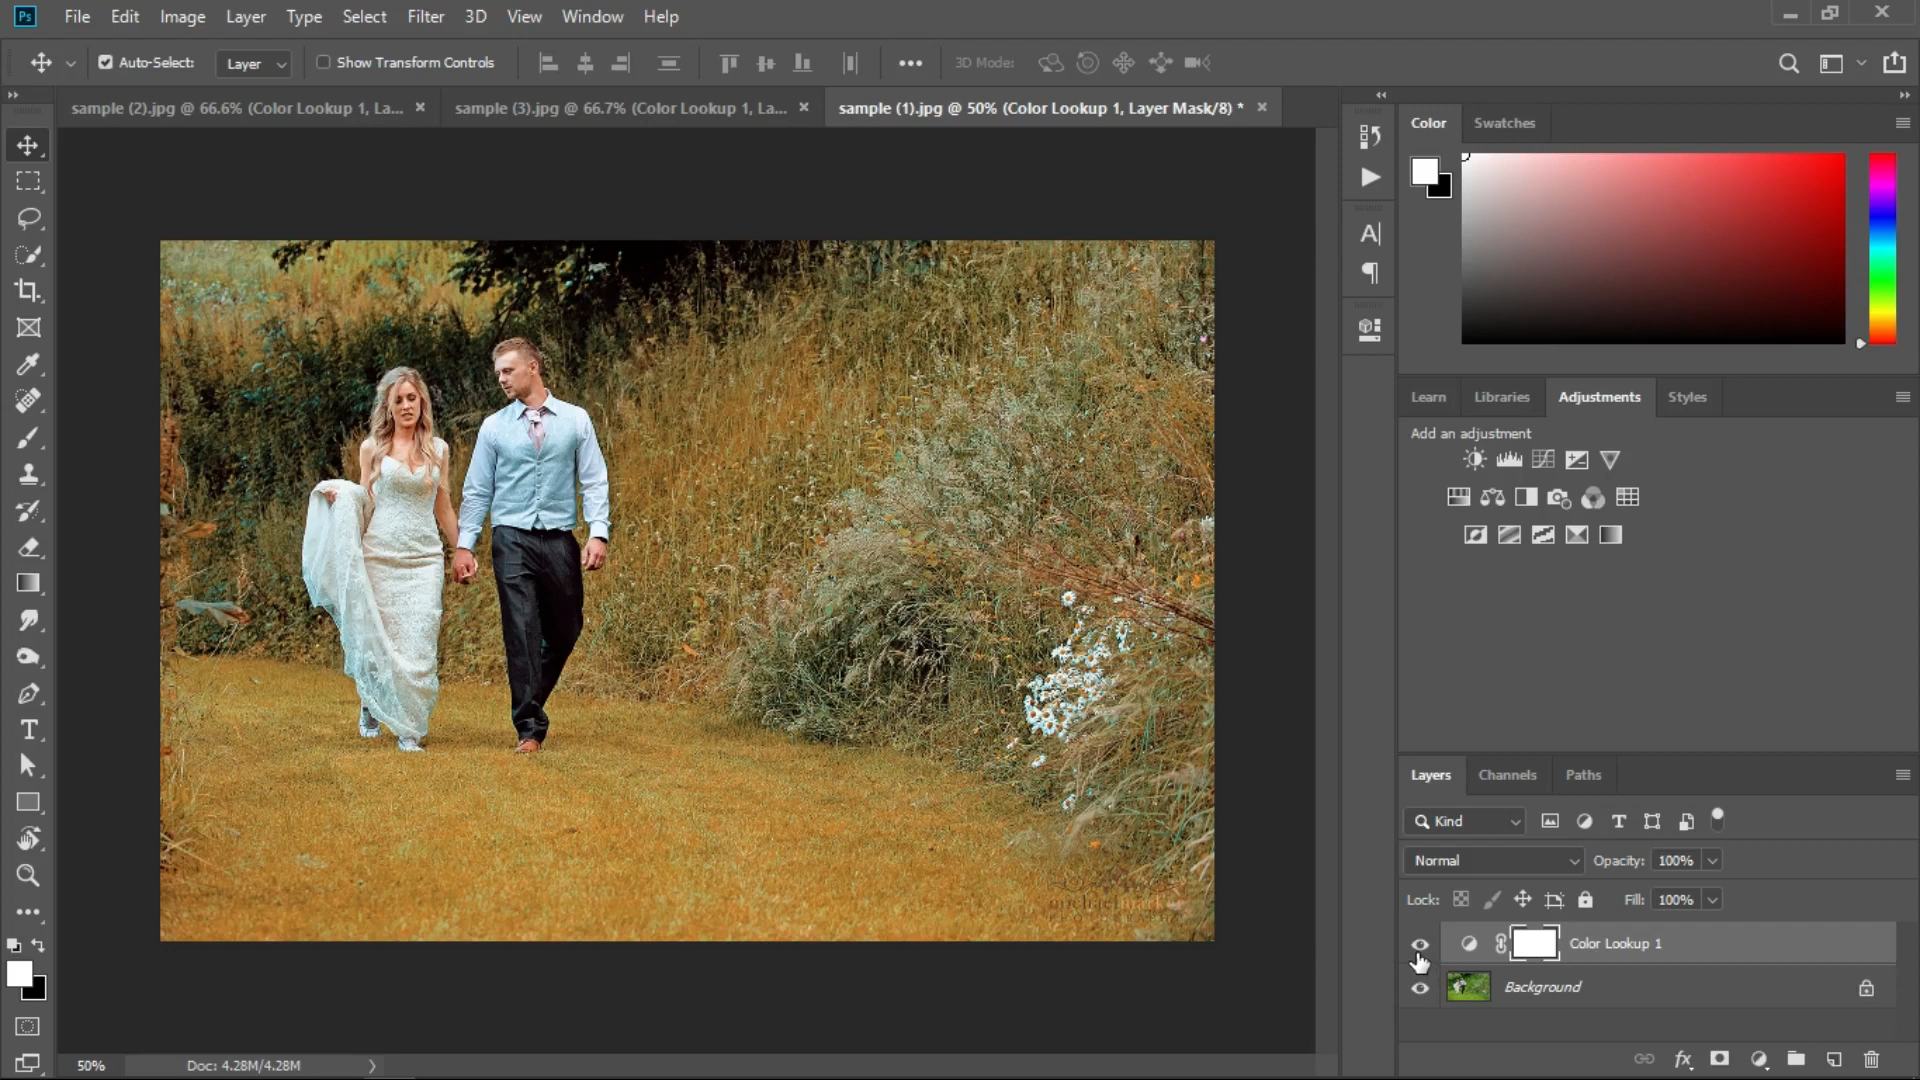 Ps File Edit Image Layer Type Select Filter 3D View Window Help
Auto-Select: Layer Show Transform Controls 3D Mode:
sample (2).jpg @ 66.6% (Color Lookup 1, La... × sample (3).jpg @ 66.7% (Color Lookup 1, La... × sample (1).jpg @ 50% (Color Lookup 1, Layer Mask/8) * ×
Color Swatches
Learn Libraries Adjustments Styles
Add an adjustment
Layers Channels Paths
Kind
Normal Opacity: 100%
Lock: Fill: 100%
Color Lookup 1
Background
50% Doc: 4.28M/4.28M